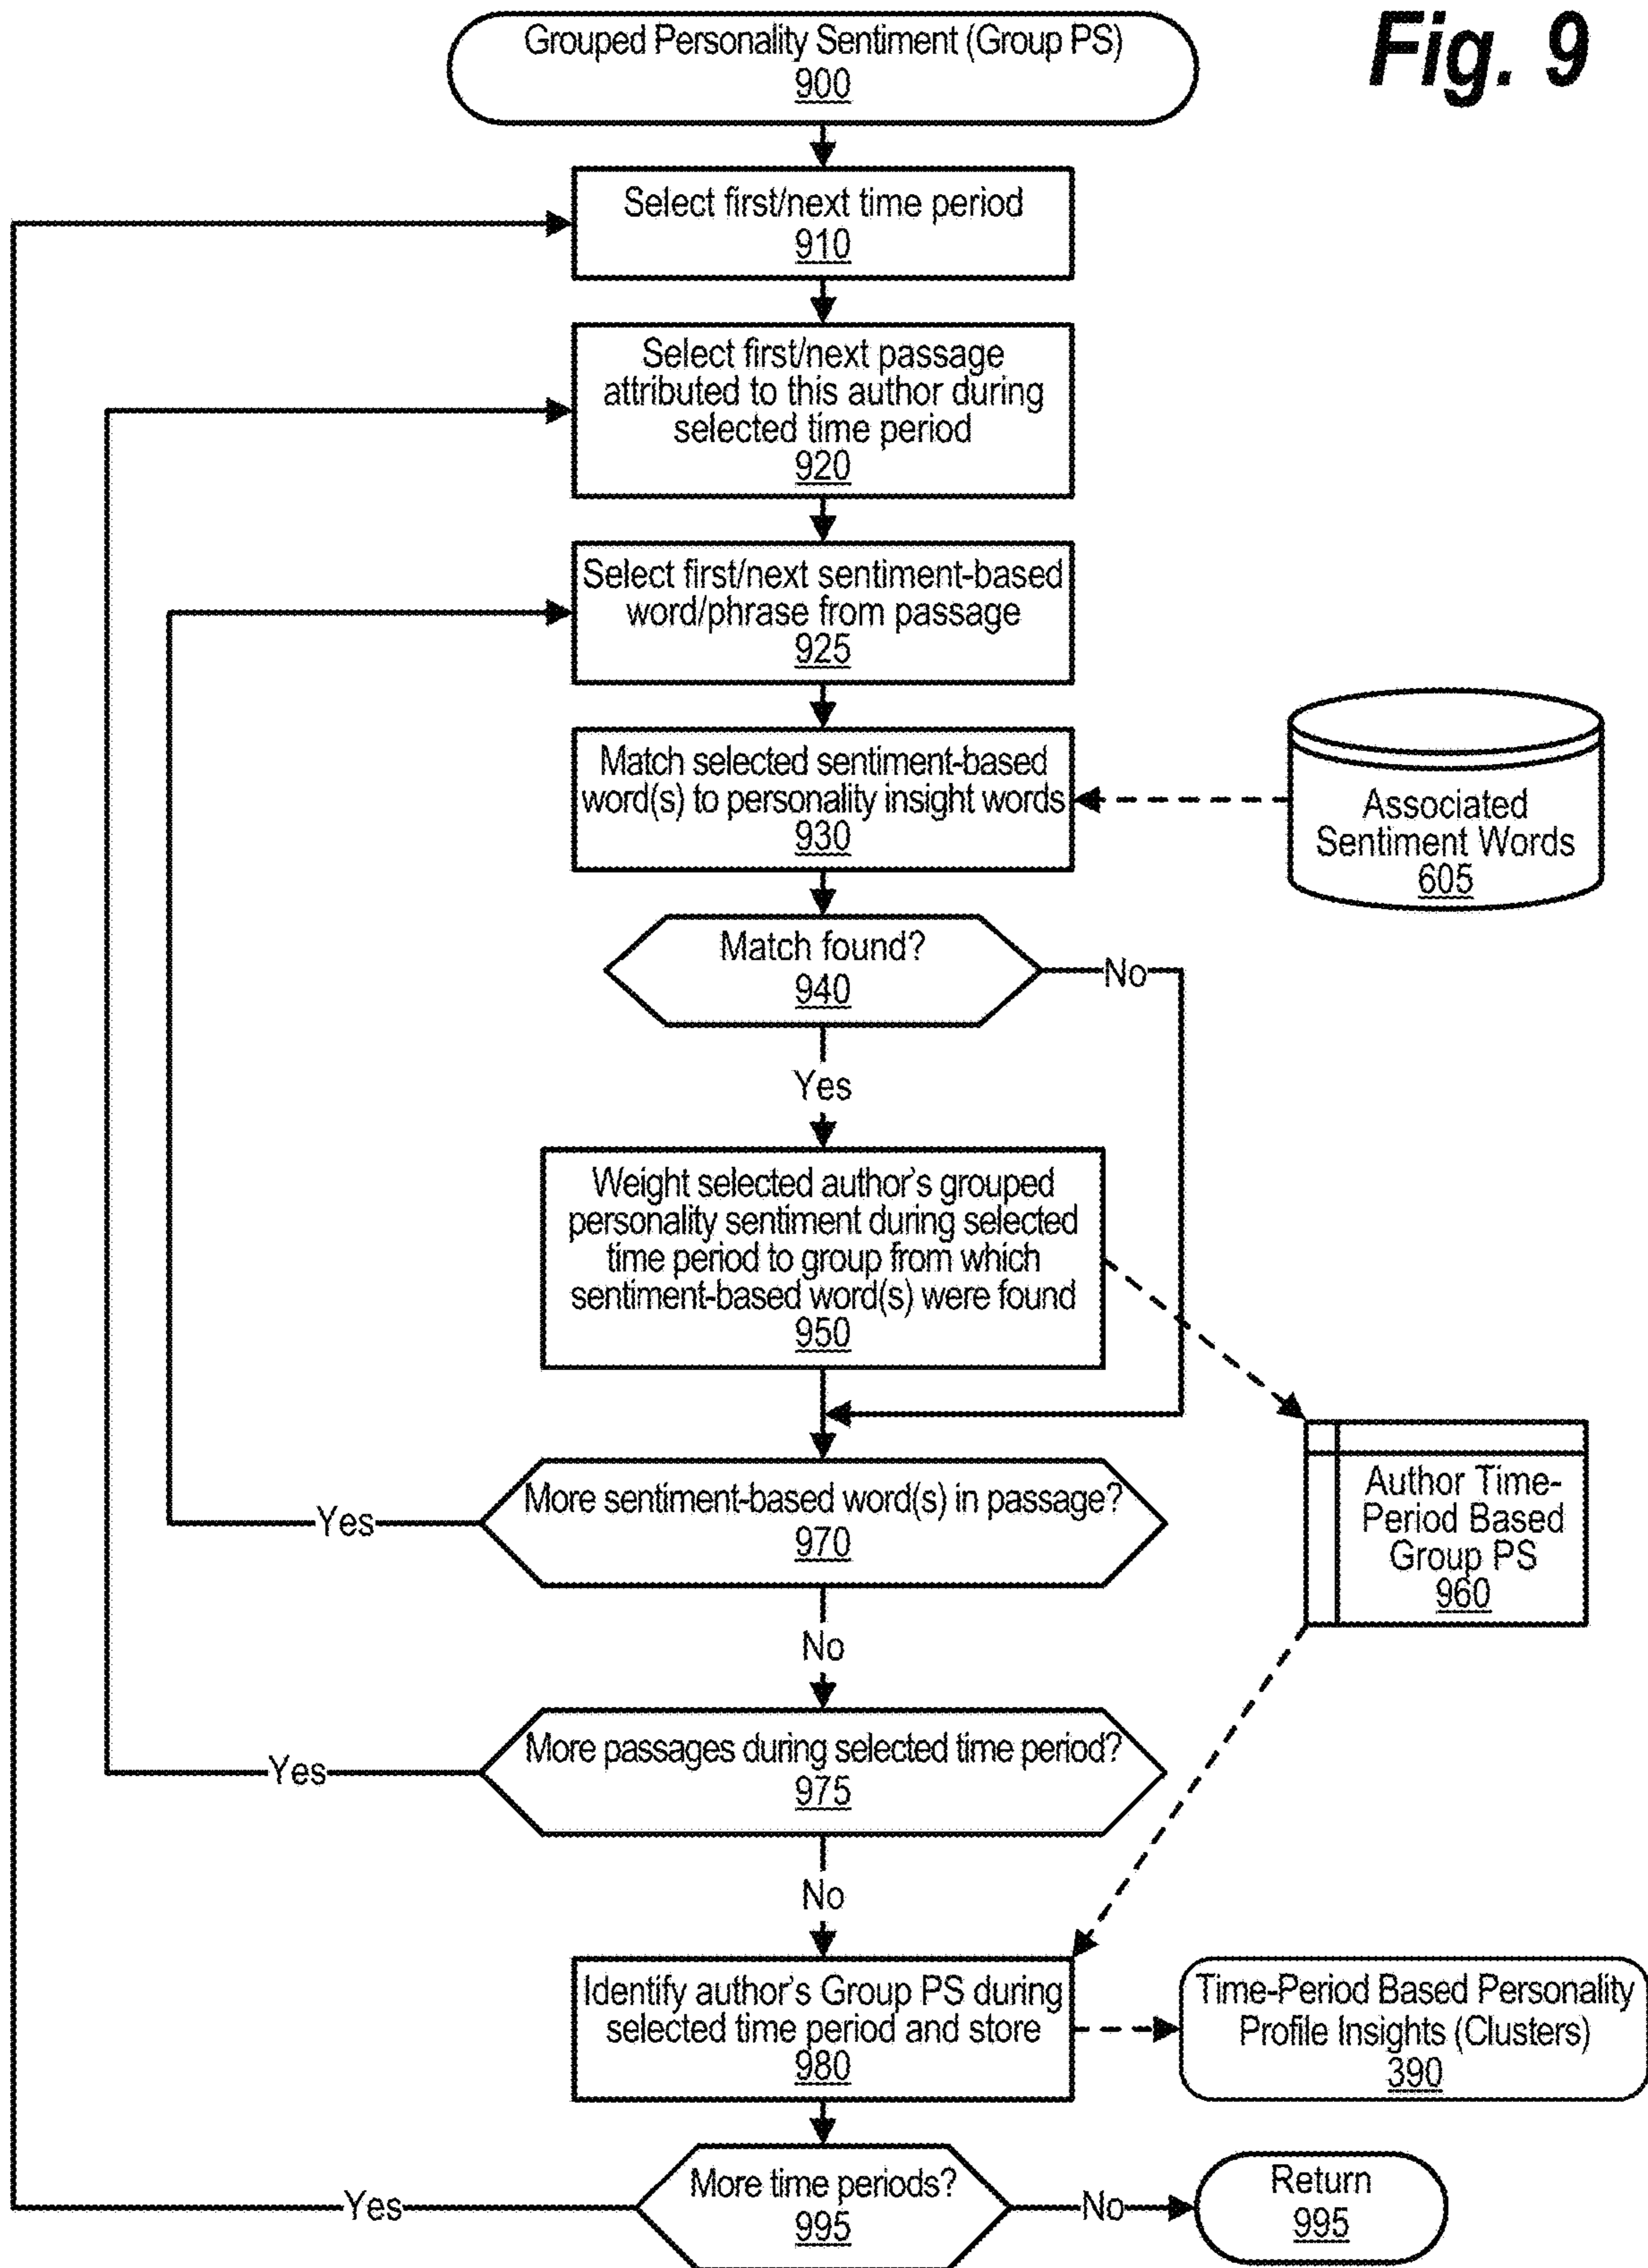 Fig. 9
Grouped Personality Sentiment (Group PS)
900
Select first/next time period
910
Select first/next passage
attributed to this author during
selected time period
920
Select first/next sentiment-based
word/phrase from passage
925
Match selected sentiment-based
word(s) to personality insight words
930
Associated
Sentiment Words
605
Match found?
940
No
Yes
Weight selected author's grouped
personality sentiment during selected
time period to group from which
sentiment-based word(s) were found
950
Author Time-
Period Based
Group PS
960
More sentiment-based word(s) in passage?
970
Yes
No
More passages during selected time period?
975
Yes
No
Identify author's Group PS during
selected time period and store
980
Time-Period Based Personality
Profile Insights (Clusters)
390
More time periods?
995
Yes
No
Return
995